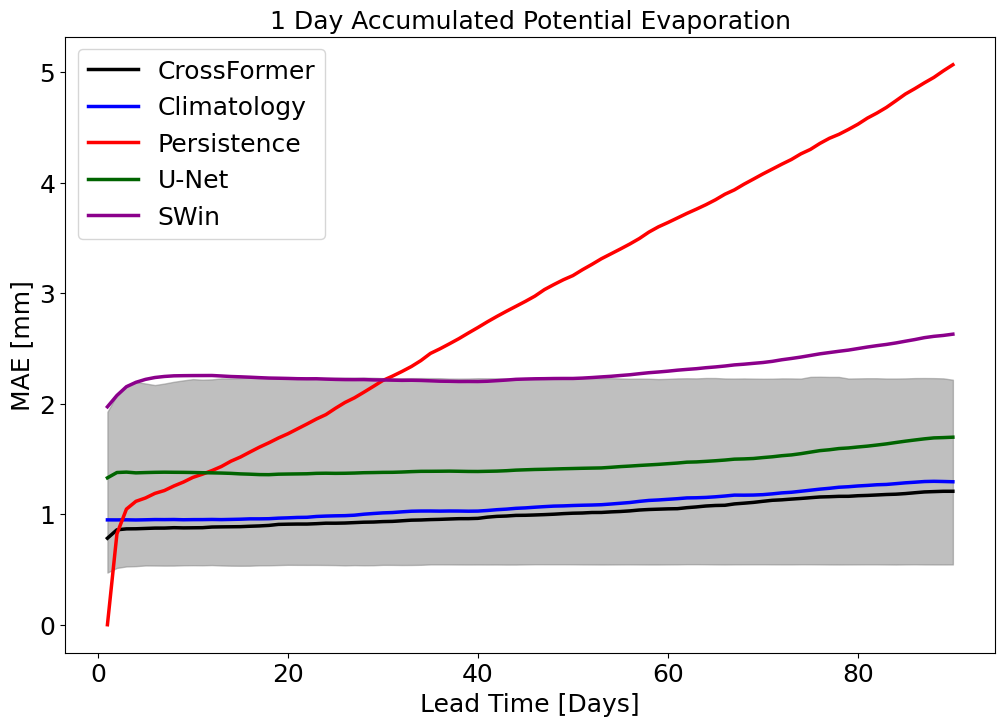 1 Day Accumulated Potential Evaporation
CrossFormer
Climatology
Persistence
U-Net
SWin
MAE [mm]
5
4
3
2
1
0
0 20 40 60 80
Lead Time [Days]